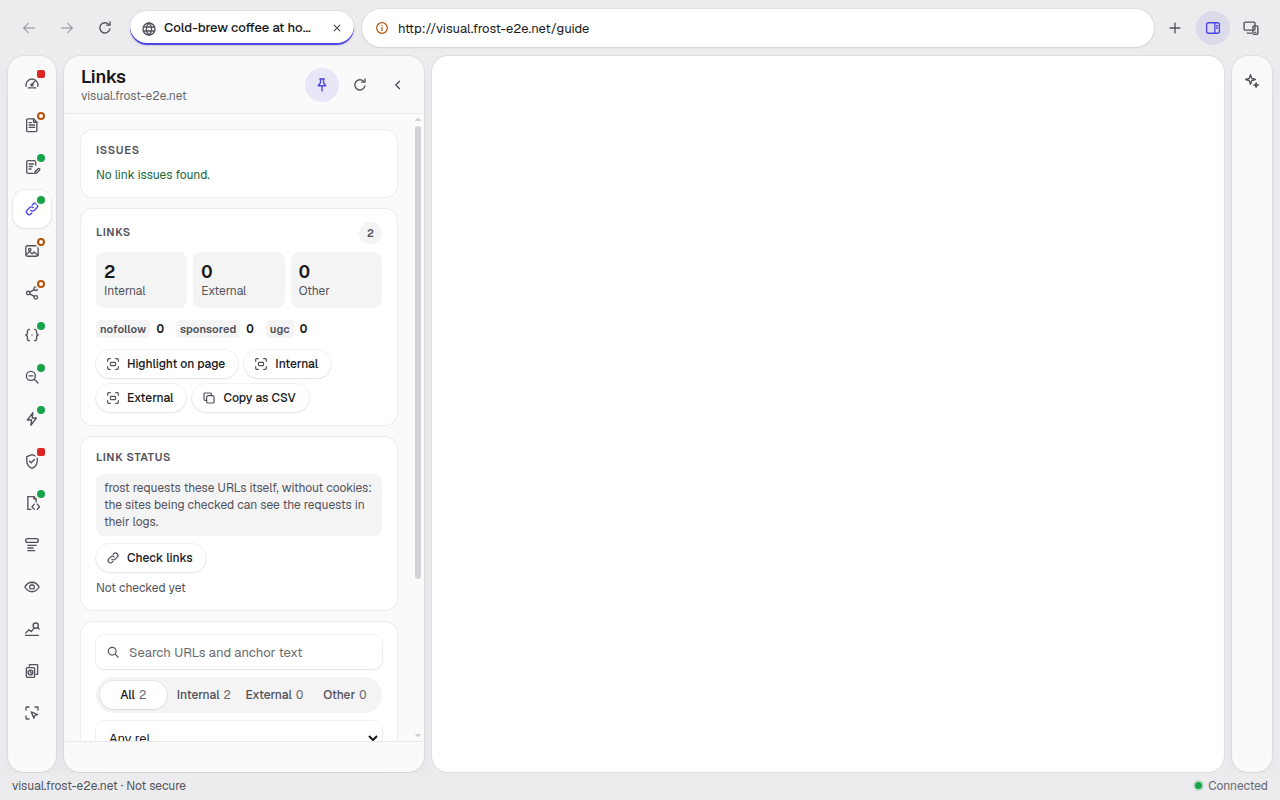 Cold-brew coffee at ho...
http://visual.frost-e2e.net/guide
Links
visual.frost-e2e.net
ISSUES
No link issues found.
LINKS
2
2
Internal
0
External
0
Other
nofollow 0 sponsored 0 ugc 0
Highlight on page
Internal
External
Copy as CSV
LINK STATUS
frost requests these URLs itself, without cookies:
the sites being checked can see the requests in
their logs.
Check links
Not checked yet
Search URLs and anchor text
All 2 Internal 2 External 0 Other 0
Any rel
visual.frost-e2e.net · Not secure
Connected